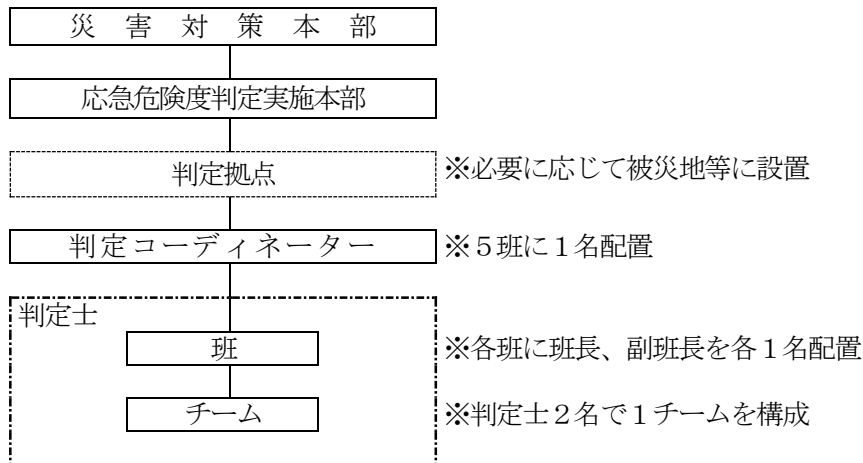 災害対策本部
応急危険度判定実施本部
判定拠点 ※必要に応じて被災地等に設置
判定コーディネーター ※５班に１名配置
判定士
班 ※各班に班長、副班長を各１名配置
チーム ※判定士２名で１チームを構成